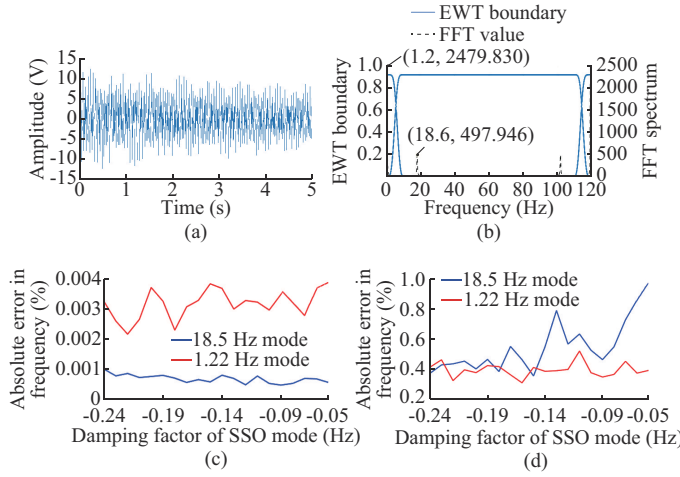 EWT boundary
FFT value
(1.2, 2479.830)
(18.6, 497.946)
Amplitude (V)
15
10
5
0
-5
-10
-15
0 1 2 3 4 5
Time (s)
(a)
EWT boundary
1.0
0.8
0.6
0.4
0.2
FFT spectrum
2500
2000
1500
1000
500
0
0 20 40 60 80 100 120
Frequency (Hz)
(b)
Absolute error in
frequency (%)
0.004
0.003
0.002
0.001
0
18.5 Hz mode
1.22 Hz mode
-0.24 -0.19 -0.14 -0.09 -0.05
Damping factor of SSO mode (Hz)
(c)
Absolute error in
frequency (%)
1.0
0.8
0.6
0.4
0.2
18.5 Hz mode
1.22 Hz mode
-0.24 -0.19 -0.14 -0.09 -0.05
Damping factor of SSO mode (Hz)
(d)